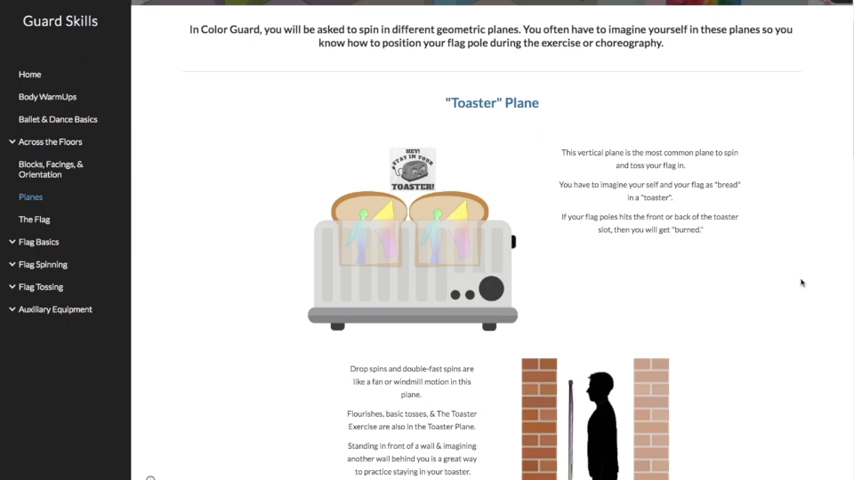 Guard Skills
Home
Body WarmUps
Ballet & Dance Basics
Across the Floors
Blocks, Facings, &
Orientation
Planes
The Flag
Flag Basics
Flag Spinning
Flag Tossing
Auxiliary Equipment
In Color Guard, you will be asked to spin in different geometric planes. You often have to imagine yourself in these planes so you
know how to position your flag pole during the exercise or choreography.
"Toaster" Plane
HEY!
STAY IN YOUR
TOASTER!
This vertical plane is the most common plane to spin
and toss your flag in.
You have to imagine your self and your flag as "bread"
in a "toaster".
If your flag poles hits the front or back of the toaster
slot, then you will get "burned."
Drop spins and double-fast spins are
like a fan or windmill motion in this
plane.
Flourishes, basic tosses, & The Toaster
Exercise are also in the Toaster Plane.
Standing in front of a wall & imagining
another wall behind you is a great way
to practice staying in your toaster.